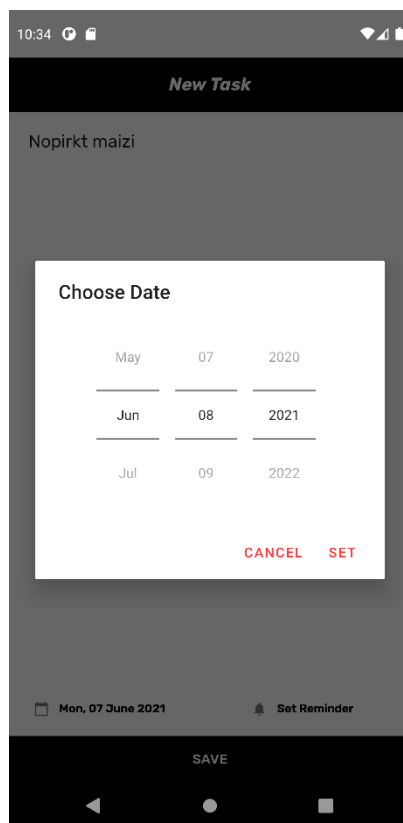 10:34
New Task
Nopirkt maizi
Choose Date
May 07 2020
Jun 08 2021
Jul 09 2022
CANCEL SET
Mon, 07 June 2021 Set Reminder
SAVE